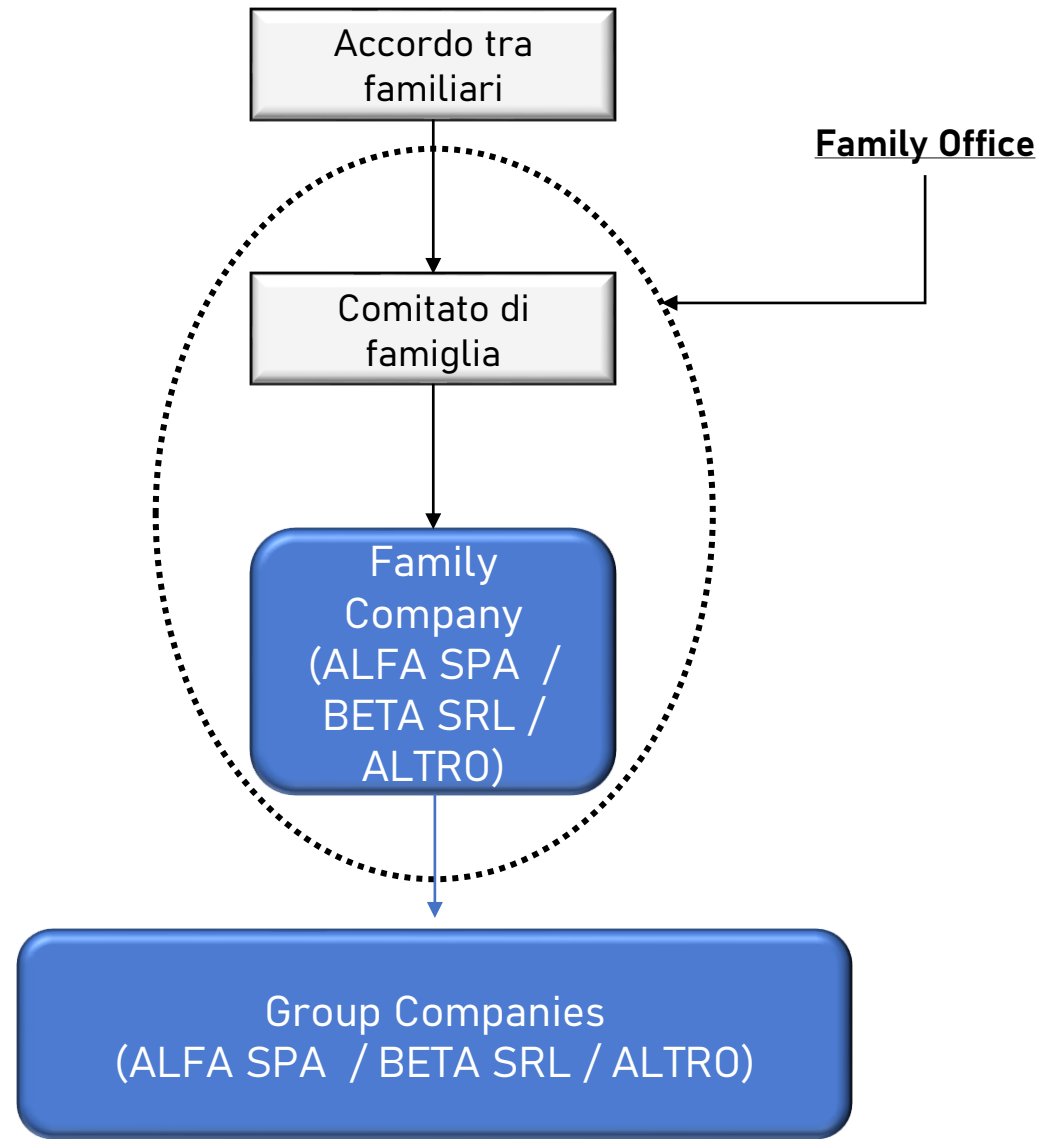 Accordo tra
familiari
Family Office
Comitato di
famiglia
Family
Company
(ALFA SPA  /
BETA SRL /
ALTRO)
Group Companies
(ALFA SPA  / BETA SRL / ALTRO)